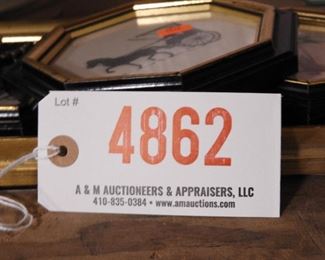 Lot #
4862
A & M AUCTIONEERS & APPRAISERS, LLC
410-835-0384 • www.amauctions.com